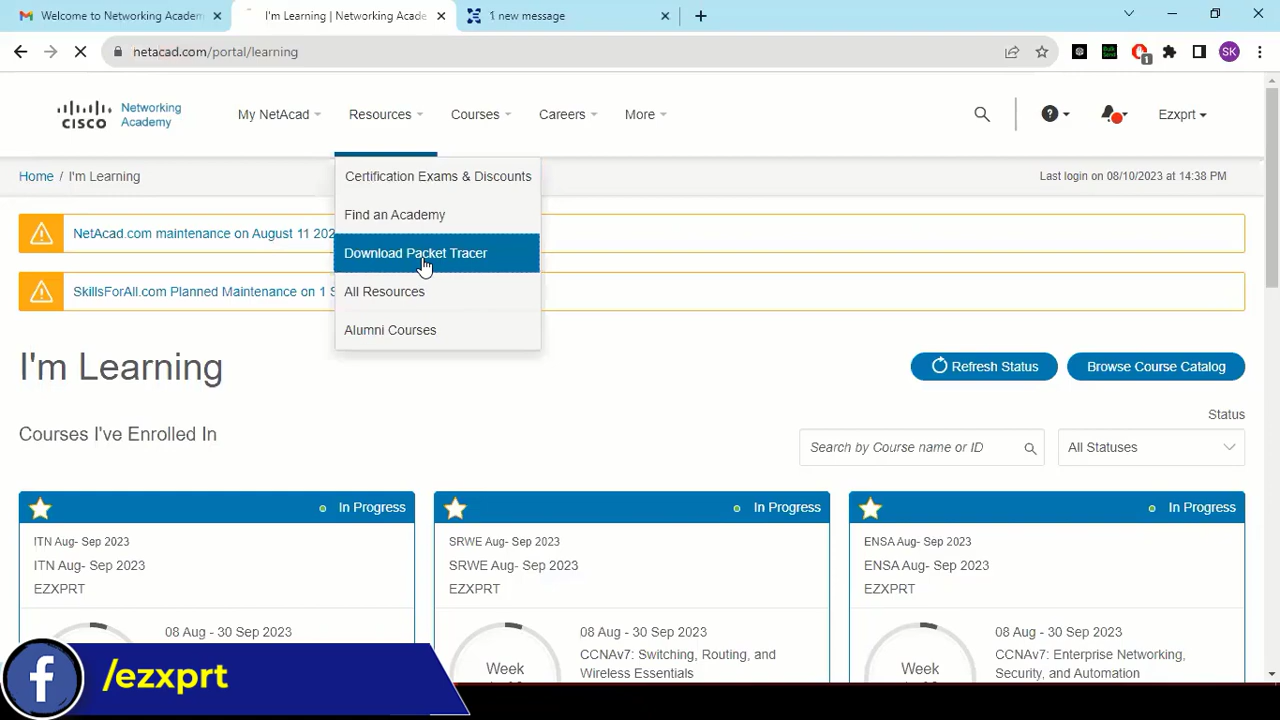 Welcome to Networking Academ
I'm Learning | Networking Acade
1 new message
netacad.com/portal/learning
1
SK
cisco
Networking
Academy
My NetAcad
Resources
Courses
Careers
More
?
Ezxprt
Home / I'm Learning
Last login on 08/10/2023 at 14:38 PM
Certification Exams & Discounts
Find an Academy
Download Packet Tracer
All Resources
Alumni Courses
NetAcad.com maintenance on August 11 202
SkillsForAll.com Planned Maintenance on 1 S
I'm Learning
Refresh Status
Browse Course Catalog
Courses I've Enrolled In
Status
Search by Course name or ID
All Statuses
In Progress
ITN Aug- Sep 2023
ITN Aug- Sep 2023
EZXPRT
08 Aug - 30 Sep 2023
In Progress
SRWE Aug- Sep 2023
SRWE Aug- Sep 2023
EZXPRT
Week
08 Aug - 30 Sep 2023
CCNAv7: Switching, Routing, and
Wireless Essentials
In Progress
ENSA Aug- Sep 2023
ENSA Aug- Sep 2023
EZXPRT
Week
08 Aug - 30 Sep 2023
CCNAv7: Enterprise Networking,
Security, and Automation
f
/ezxprt